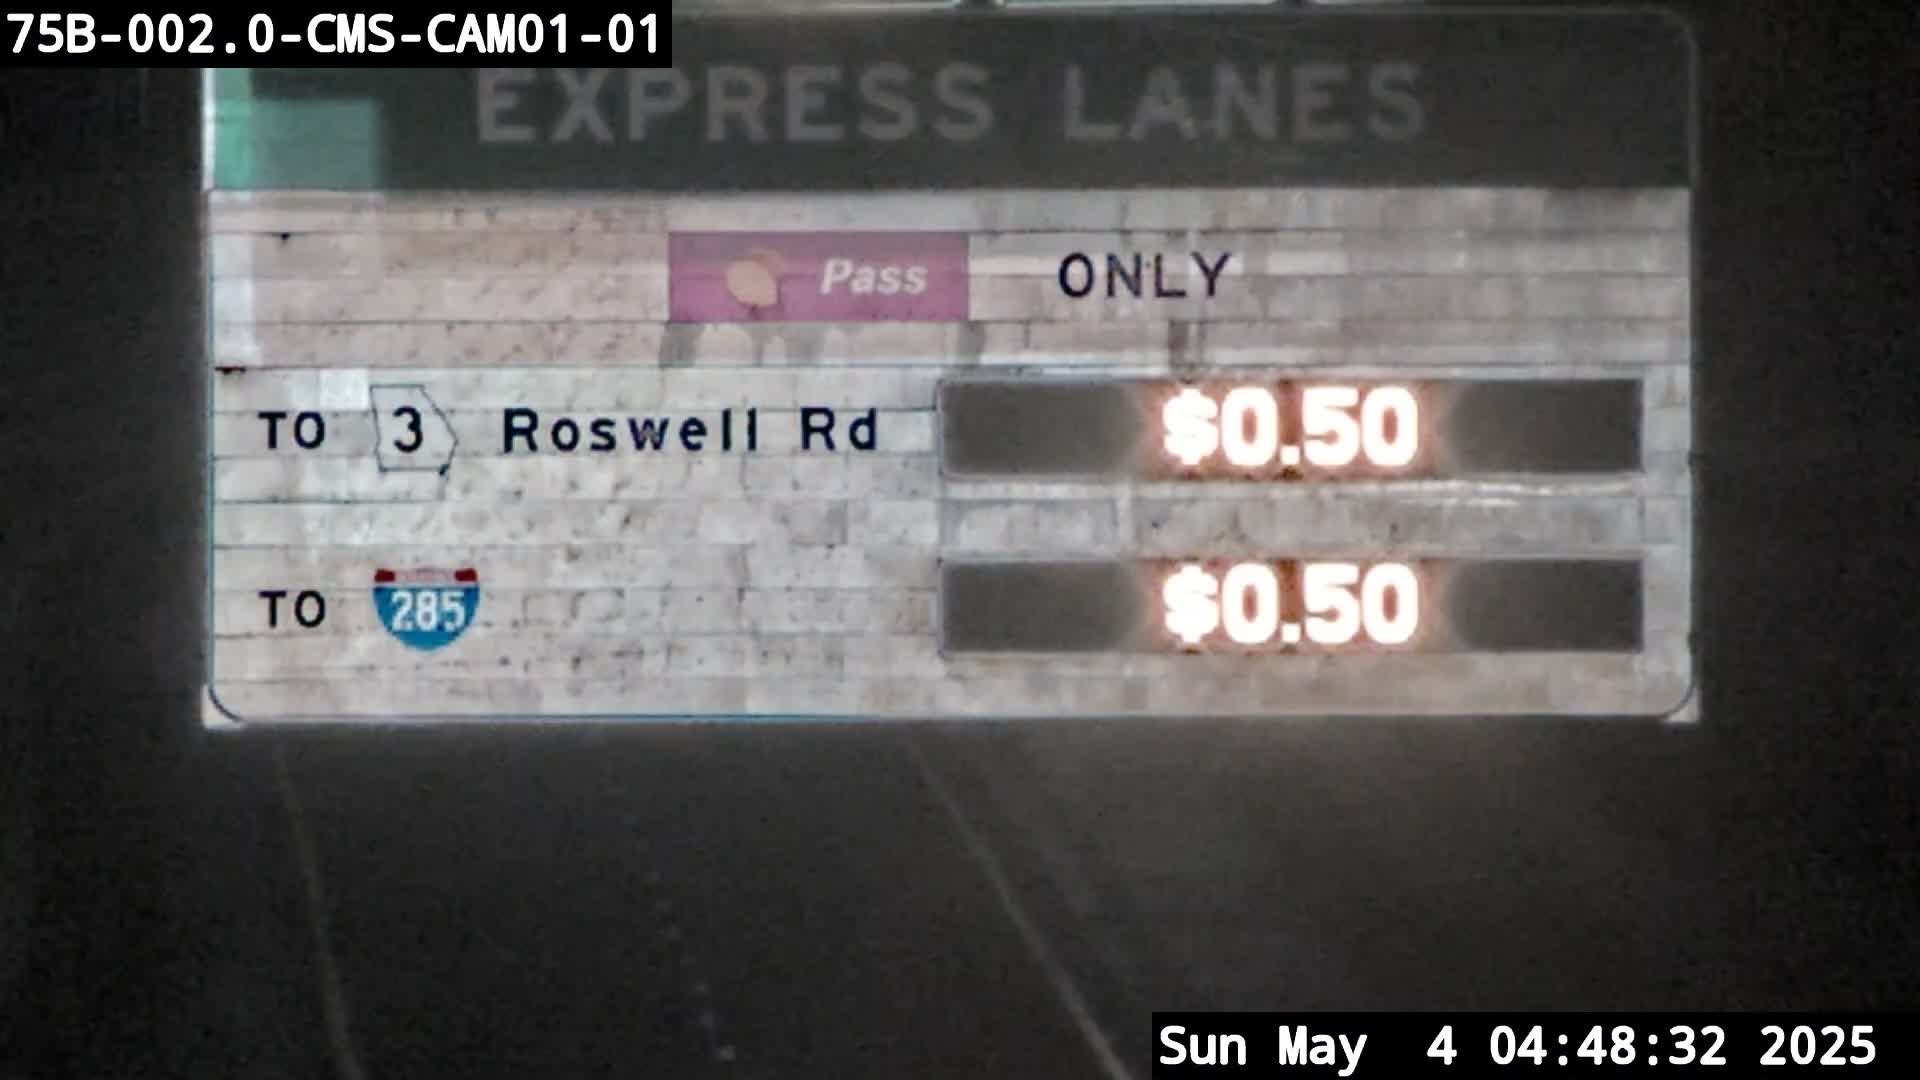 75B-002.0-CMS-CAM01-01
EXPRESS LANES
Pass ONLY
TO 3 Roswell Rd $0.50
TO 285 $0.50
Sun May 4 04:48:32 2025